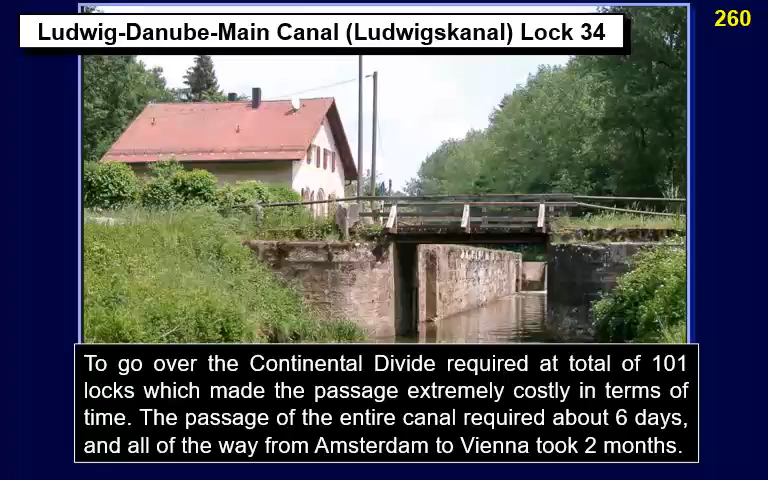 Ludwig-Danube-Main Canal (Ludwigskanal) Lock 34
260
To go over the Continental Divide required at total of 101
locks which made the passage extremely costly in terms of
time. The passage of the entire canal required about 6 days,
and all of the way from Amsterdam to Vienna took 2 months.